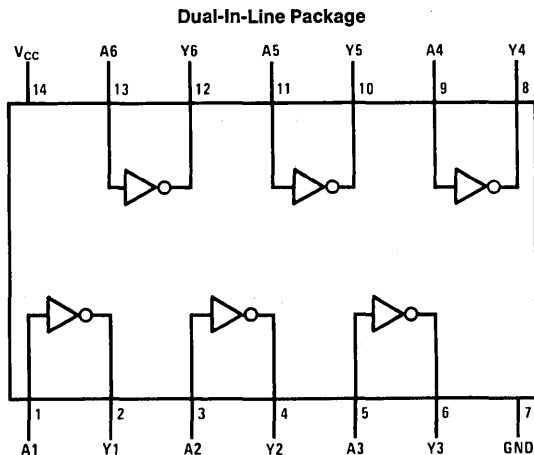 Dual-In-Line Package
VCC A6 Y6 A5 Y5 A4 Y4
14 13 12 11 10 9 8
1 2 3 4 5 6 7
A1 Y1 A2 Y2 A3 Y3 GND